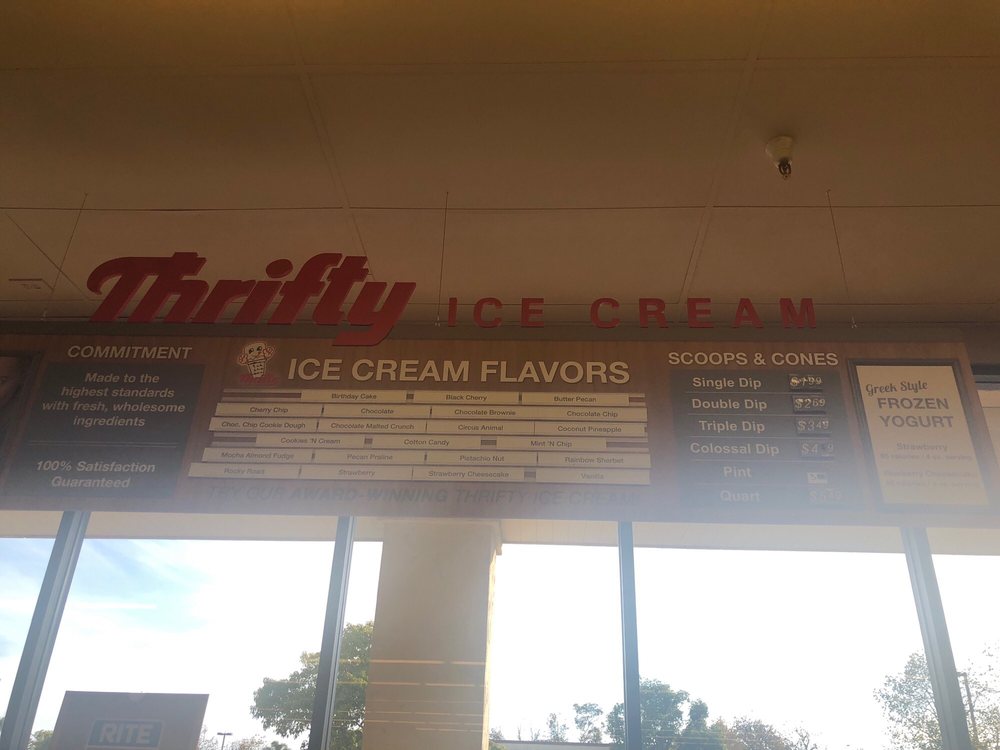 Thrifty ICE CREAM
COMMITMENT
Made to the
highest standards
with fresh, wholesome
ingredients
100% Satisfaction
Guaranteed
ICE CREAM FLAVORS
Birthday Cake Black Cherry Butter Pecan
Cherry Chip Chocolate Chocolate Brownie Chocolate Chip
Choc. Chip Cookie Dough Chocolate Malted Crunch Circus Animal Coconut Pineapple
Cookies 'N Cream Cotton Candy Mint 'N Chip
Mocha Almond Fudge Pecan Praline Pistachio Nut Rainbow Sherbet
Rocky Road Strawberry Strawberry Cheesecake Vanilla
OUR AWARD-WINNING THRIFTY ICE CREAM
SCOOPS & CONES
Single Dip
Double Dip $2.69
Triple Dip $3.49
Colossal Dip
Pint
Quart
Greek Style
FROZEN
YOGURT
Strawberry
RITE